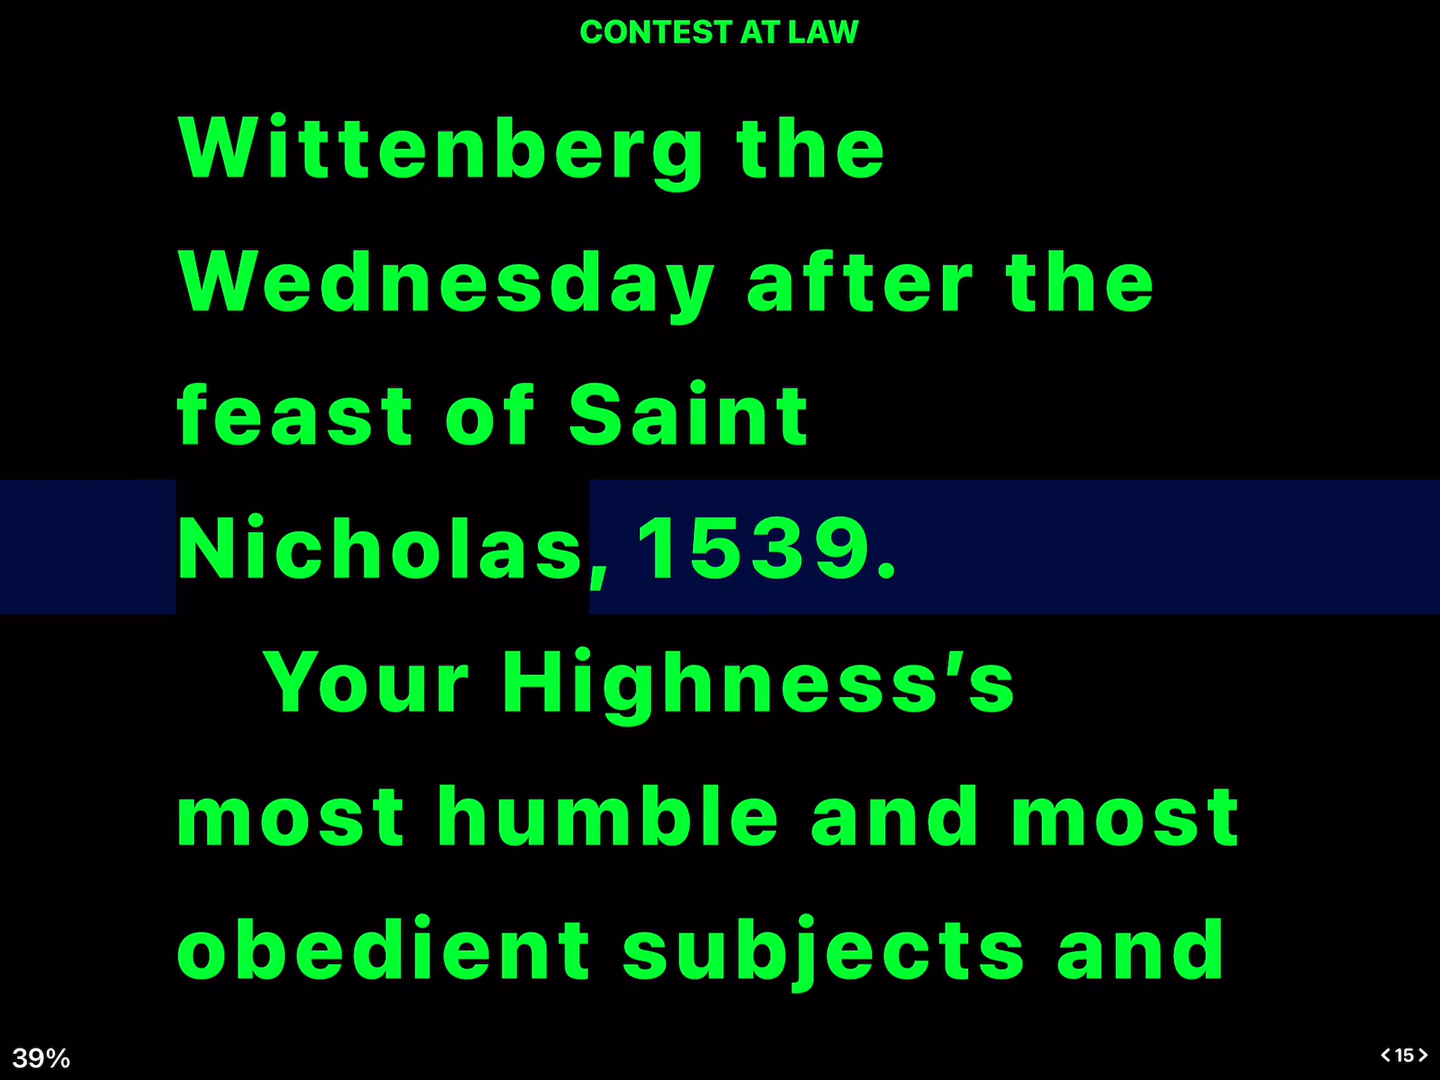 CONTEST AT LAW
Wittenberg the
Wednesday after the
feast of Saint
Nicholas, 1539.
Your Highness’s
most humble and most
obedient subjects and
39%
<15>